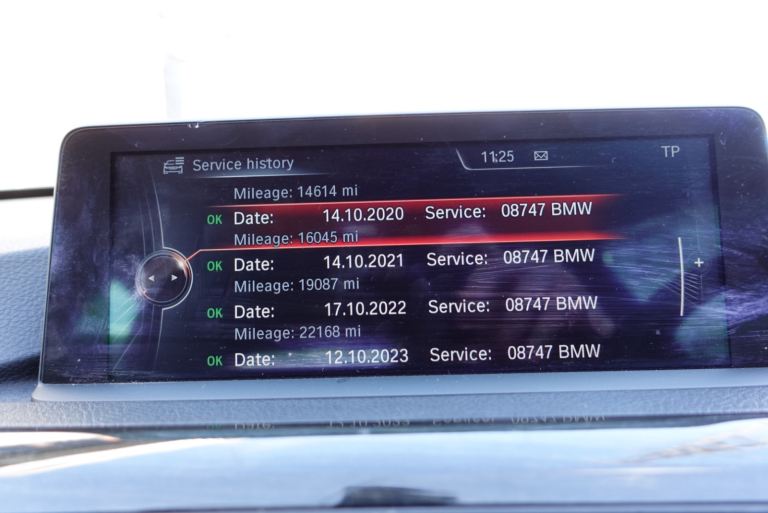 Service history 11:25 TP
Mileage: 14614 mi
OK Date: 14.10.2020 Service: 08747 BMW
Mileage: 16045 mi
OK Date: 14.10.2021 Service: 08747 BMW
Mileage: 19087 mi
OK Date: 17.10.2022 Service: 08747 BMW
Mileage: 22168 mi
OK Date: 12.10.2023 Service: 08747 BMW